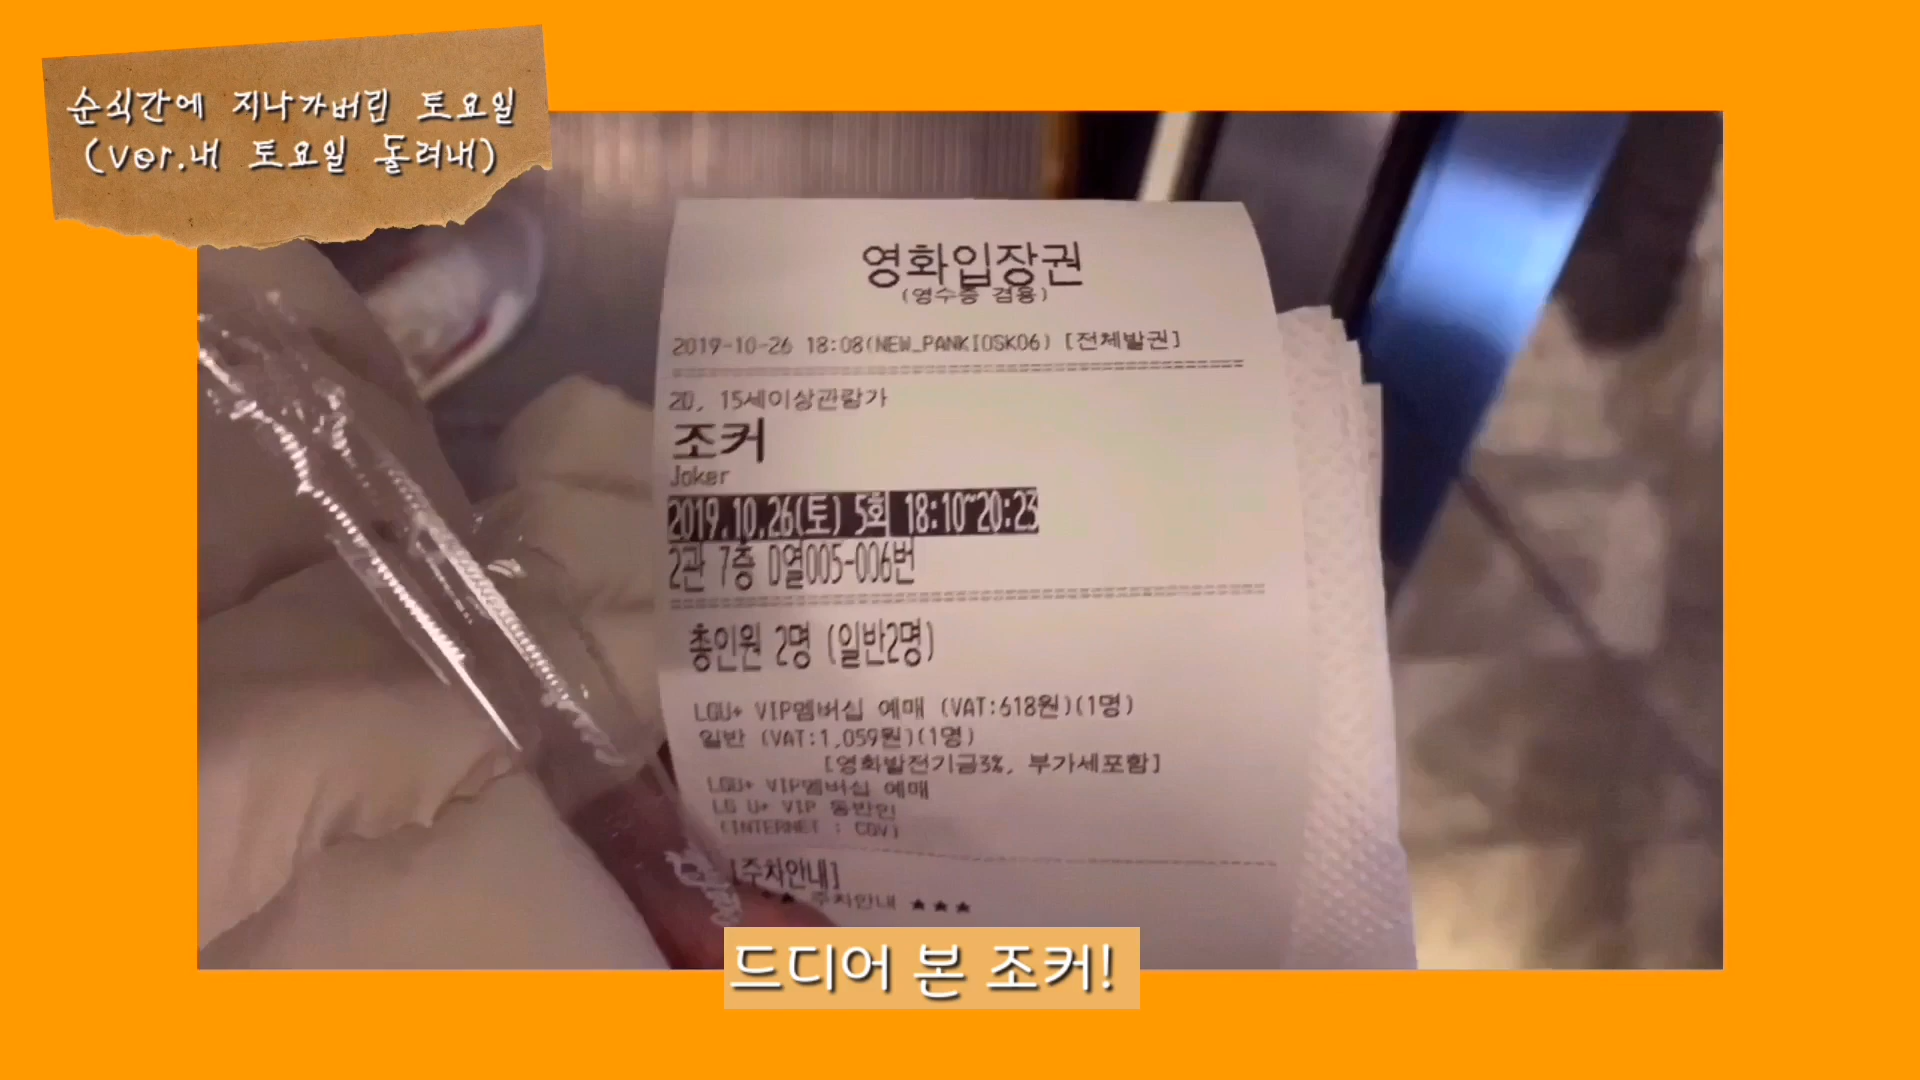 순식간에 지나가버린 토요일
(ver.내 토요일 돌려내)
영화입장권
(영수증 겸용)
2019-10-26 18:08(NEW_PANKIOSK06) [전체발권]
2D, 15세이상관람가
조커
Joker
2019.10.26(토) 5회 18:10~20:23
2관 7층 D열005-006번
총인원 2명 (일반2명)
LGU+ VIP멤버십 예매 (VAT:618원)(1명)
일반 (VAT:1,059원)(1명)
[영화발전기금3%, 부가세포함]
LGU+ VIP멤버십 예매
LG U+ VIP 동반인
(INTERNET : CGV)
[주차안내]
주차안내 ★★★
드디어 본 조커!